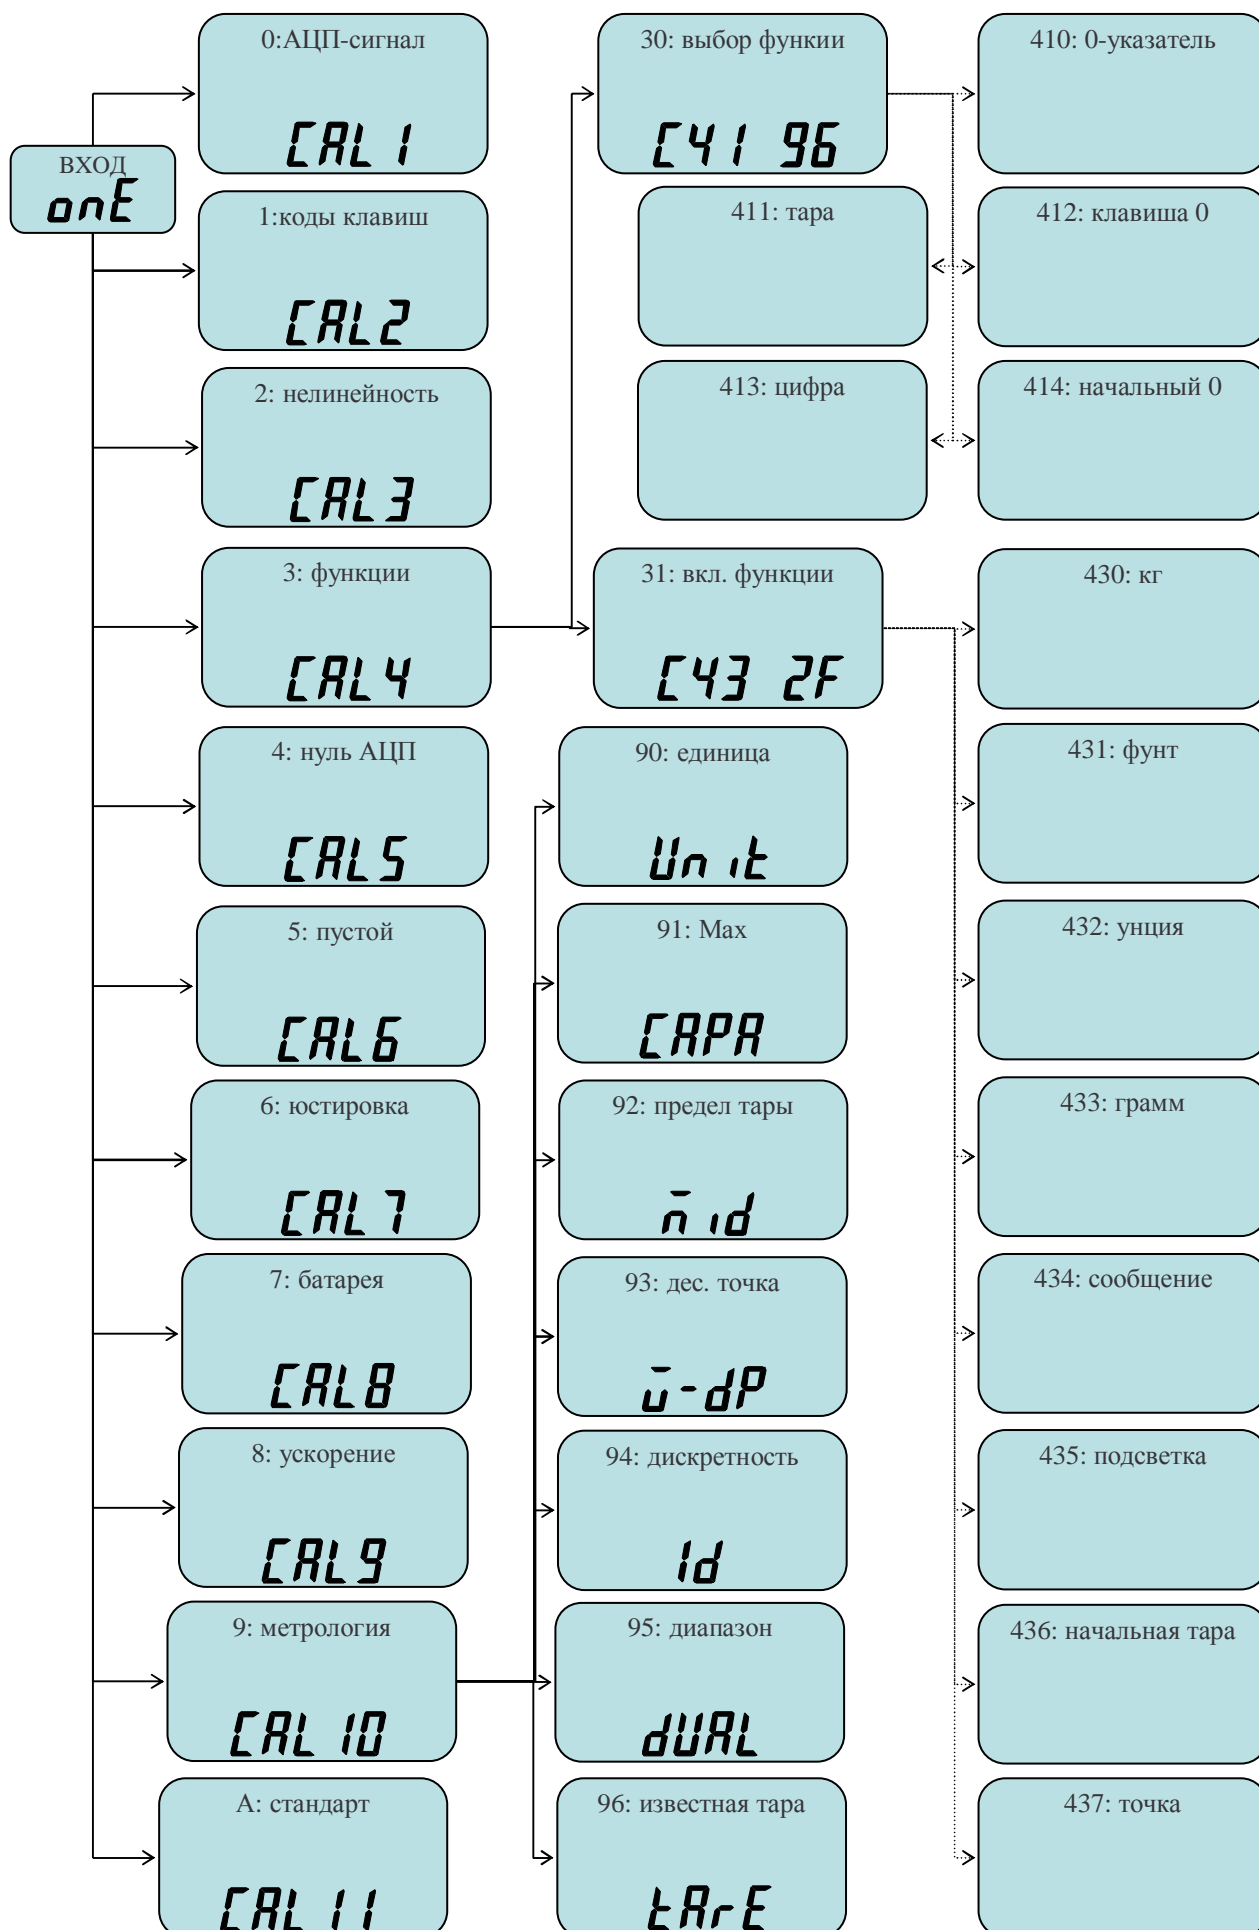 ВХОД
onE
0:АЦП-сигнал
CAL1
1:коды клавиш
CAL2
2: нелинейность
CAL3
3: функции
CAL4
4: нуль АЦП
CAL5
5: пустой
CAL6
6: юстировка
CAL7
7: батарея
CAL8
8: ускорение
CAL9
9: метрология
CAL 10
А: стандарт
CAL 11
30: выбор функии
C41 96
411: тара
413: цифра
31: вкл. функции
C43 2F
90: единица
Unit
91: Max
CAPA
92: предел тары
93: дес. точка
94: дискретность
1d
95: диапазон
dUAL
96: известная тара
tArE
410: 0-указатель
412: клавиша 0
414: начальный 0
430: кг
431: фунт
432: унция
433: грамм
434: сообщение
435: подсветка
436: начальная тара
437: точка